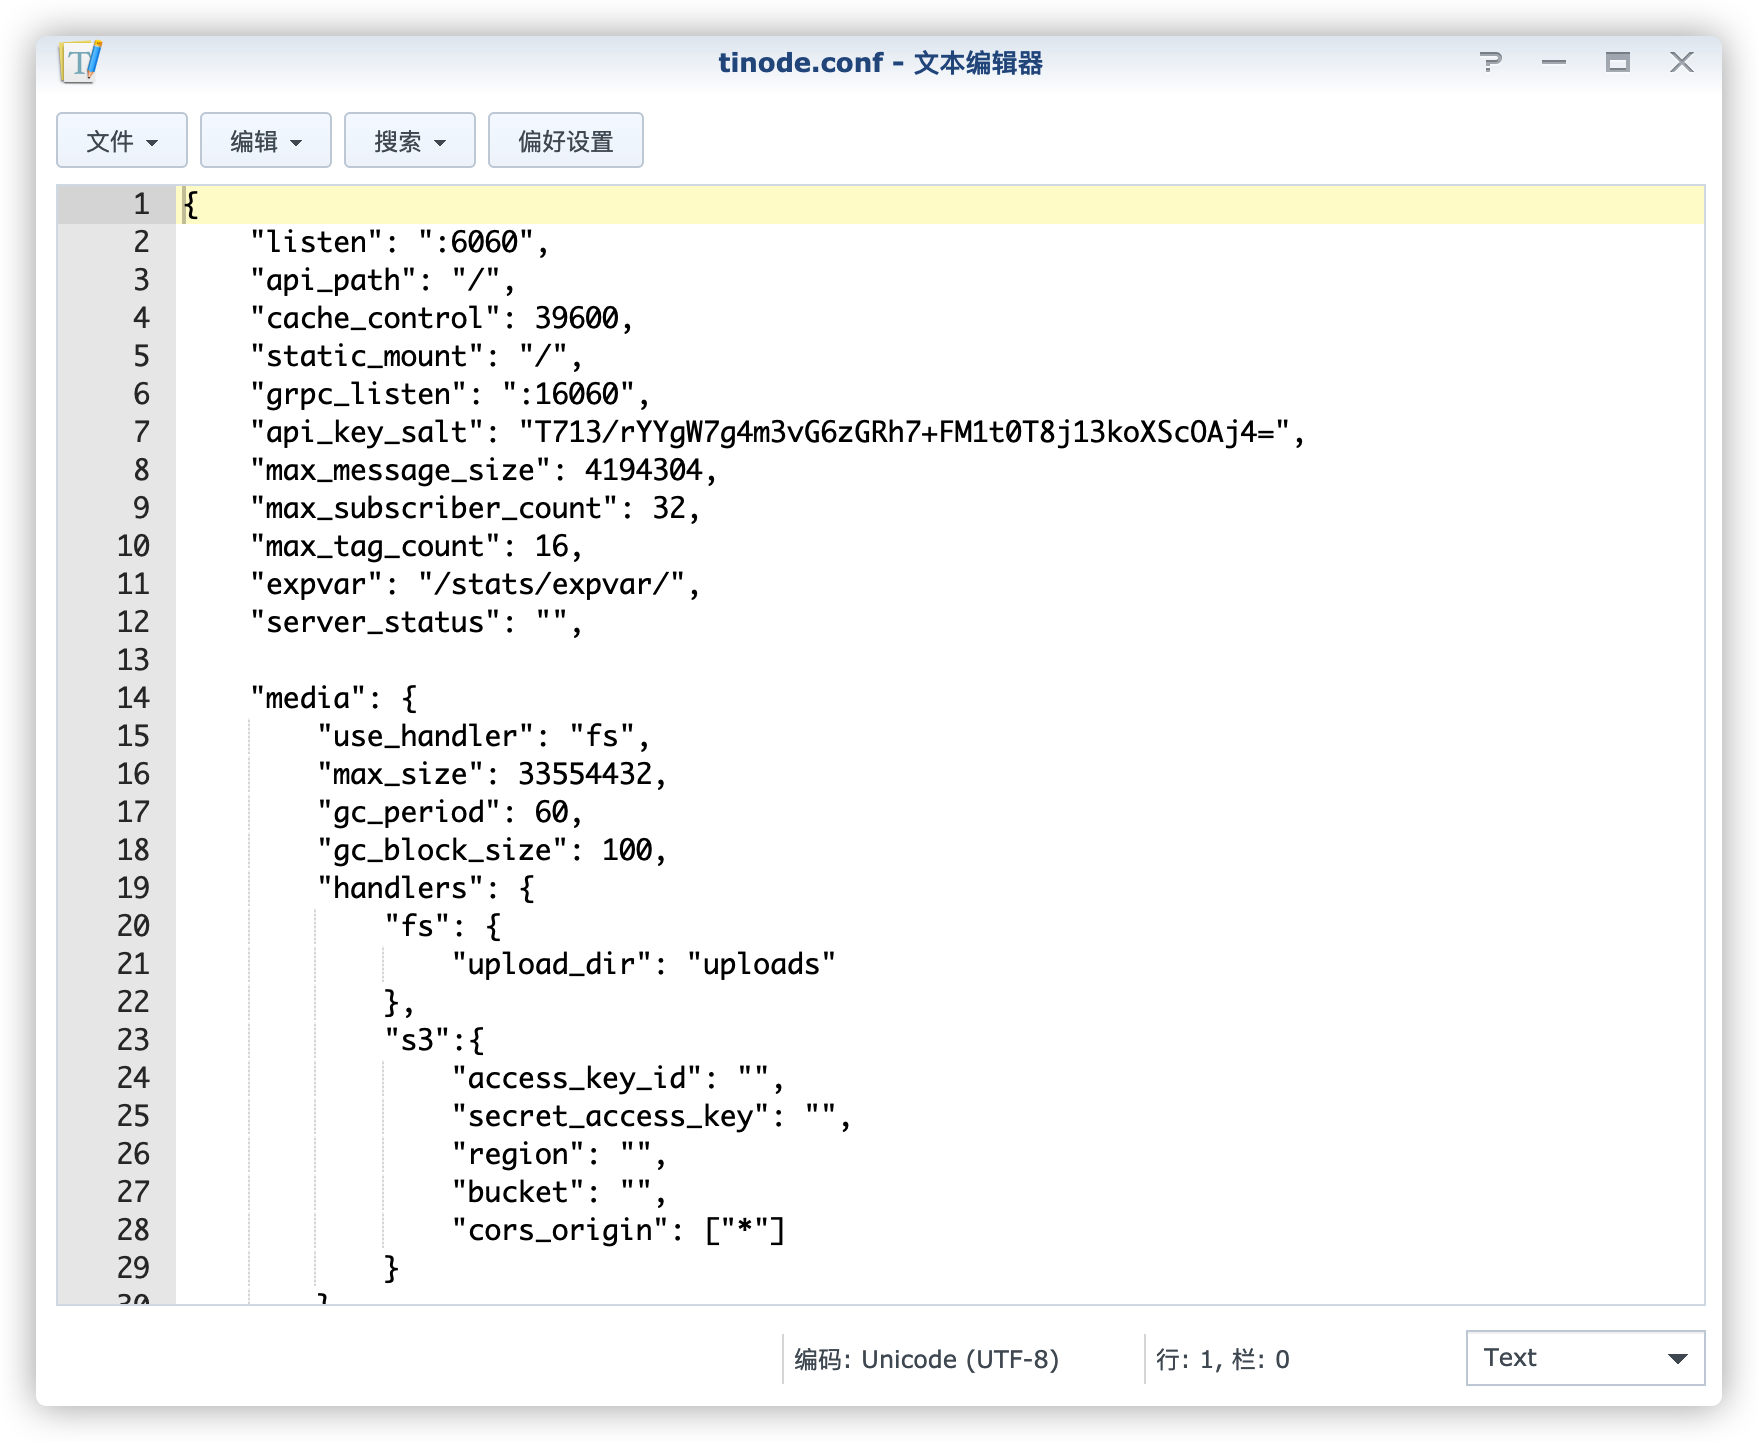 tinode.conf - 文本编辑器
文件 编辑 搜索 偏好设置
1 {
2 "listen": ":6060",
3 "api_path": "/",
4 "cache_control": 39600,
5 "static_mount": "/",
6 "grpc_listen": ":16060",
7 "api_key_salt": "T713/rYYgW7g4m3vG6zGRh7+FM1t0T8j13koXScOAj4=",
8 "max_message_size": 4194304,
9 "max_subscriber_count": 32,
10 "max_tag_count": 16,
11 "expvar": "/stats/expvar/",
12 "server_status": "",
13
14 "media": {
15 "use_handler": "fs",
16 "max_size": 33554432,
17 "gc_period": 60,
18 "gc_block_size": 100,
19 "handlers": {
20 "fs": {
21 "upload_dir": "uploads"
22 },
23 "s3":{
24 "access_key_id": "",
25 "secret_access_key": "",
26 "region": "",
27 "bucket": "",
28 "cors_origin": ["*"]
29 }
30 }
编码: Unicode (UTF-8) 行: 1, 栏: 0 Text